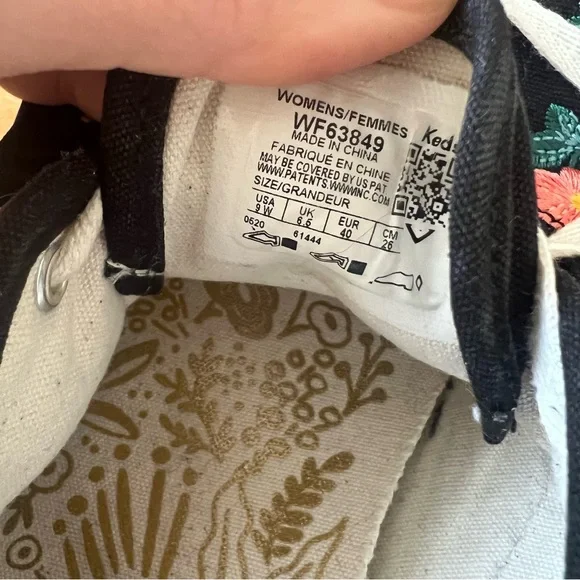 WOMENS/FEMMES
WF63849
Keds
MADE IN CHINA
FABRIQUÉ EN CHINE
MAY BE COVERED BY US PAT
WWW.PATENTS.WWWINC.COM
SIZE/GRANDEUR
USA UK EUR CM
9 W 6.5 40 26
0520 61444